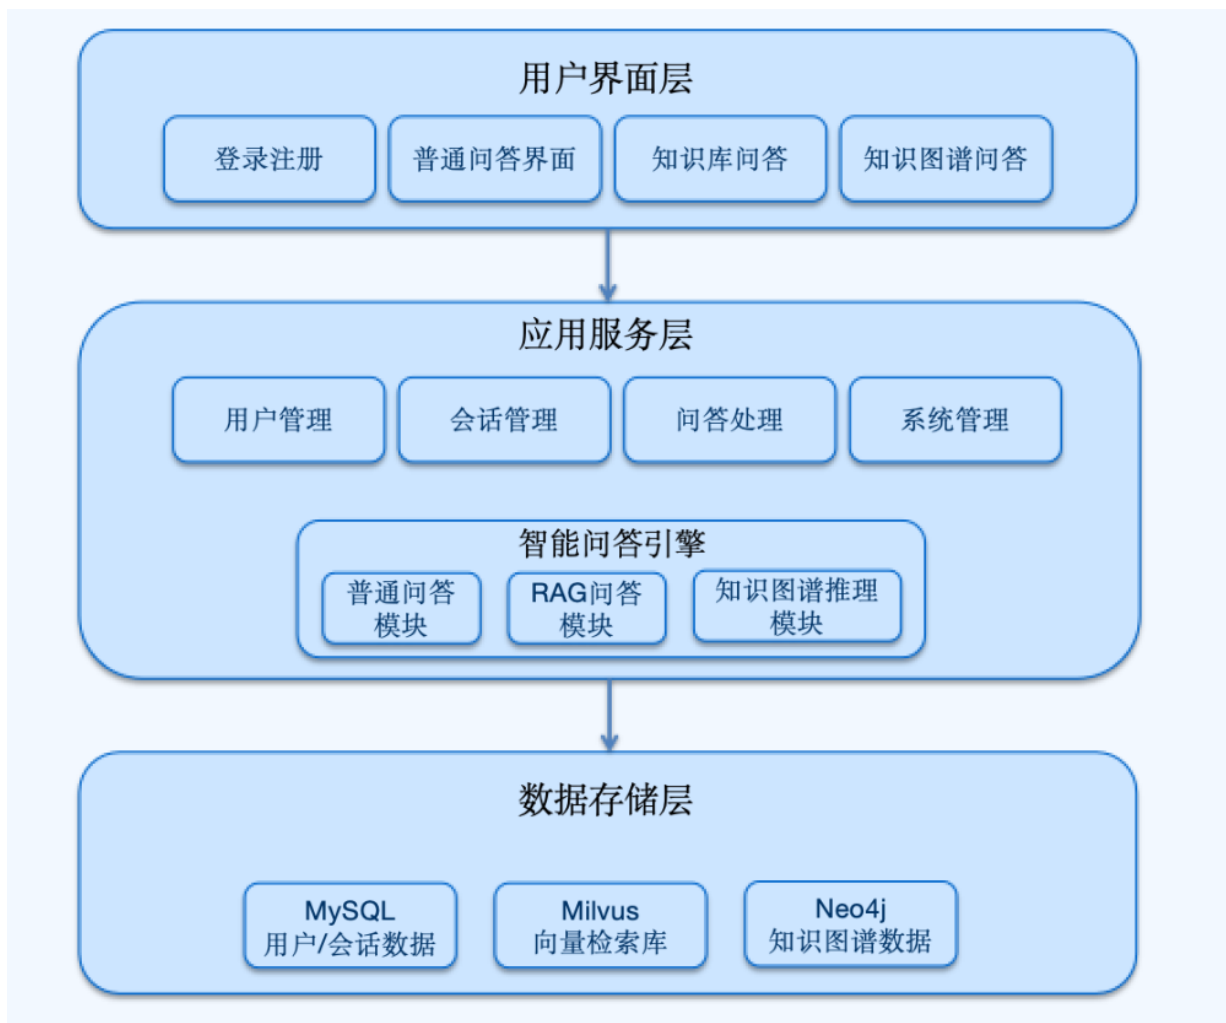 用户界面层
登录注册
普通问答界面
知识库问答
知识图谱问答
应用服务层
用户管理
会话管理
问答处理
系统管理
智能问答引擎
普通问答
模块
RAG问答
模块
知识图谱推理
模块
数据存储层
MySQL
用户/会话数据
Milvus
向量检索库
Neo4j
知识图谱数据